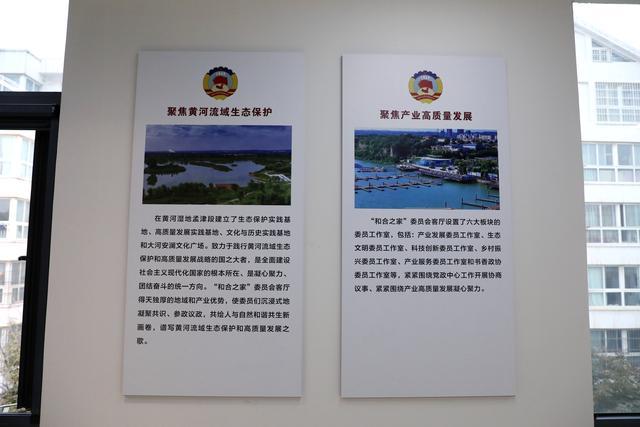 聚焦黄河流域生态保护
在黄河湿地孟津段建立了生态保护实践基
地、高质量发展实践基地、文化与历史实践基地
和大河安澜文化广场。致力于践行黄河流域生态
保护和高质量发展战略的国之大者，是全面建设
社会主义现代化国家的根本所在、是凝心聚力、
团结奋斗的统一方向。“和合之家”委员会客厅
得天独厚的地域和产业优势，使委员们沉浸式地
凝聚共识、参政议政，共绘人与自然和谐共生新
画卷，谱写黄河流域生态保护和高质量发展之
歌。
聚焦产业高质量发展
“和合之家”委员会客厅设置了六大板块的
委员工作室，包括：产业发展委员工作室、生态
文明委员工作室、科技创新委员工作室、乡村振
兴委员工作室、产业服务委员工作室和书香政协
委员工作室等，紧紧围绕党政中心工作开展协商
议事、紧紧围绕产业高质量发展凝心聚力。